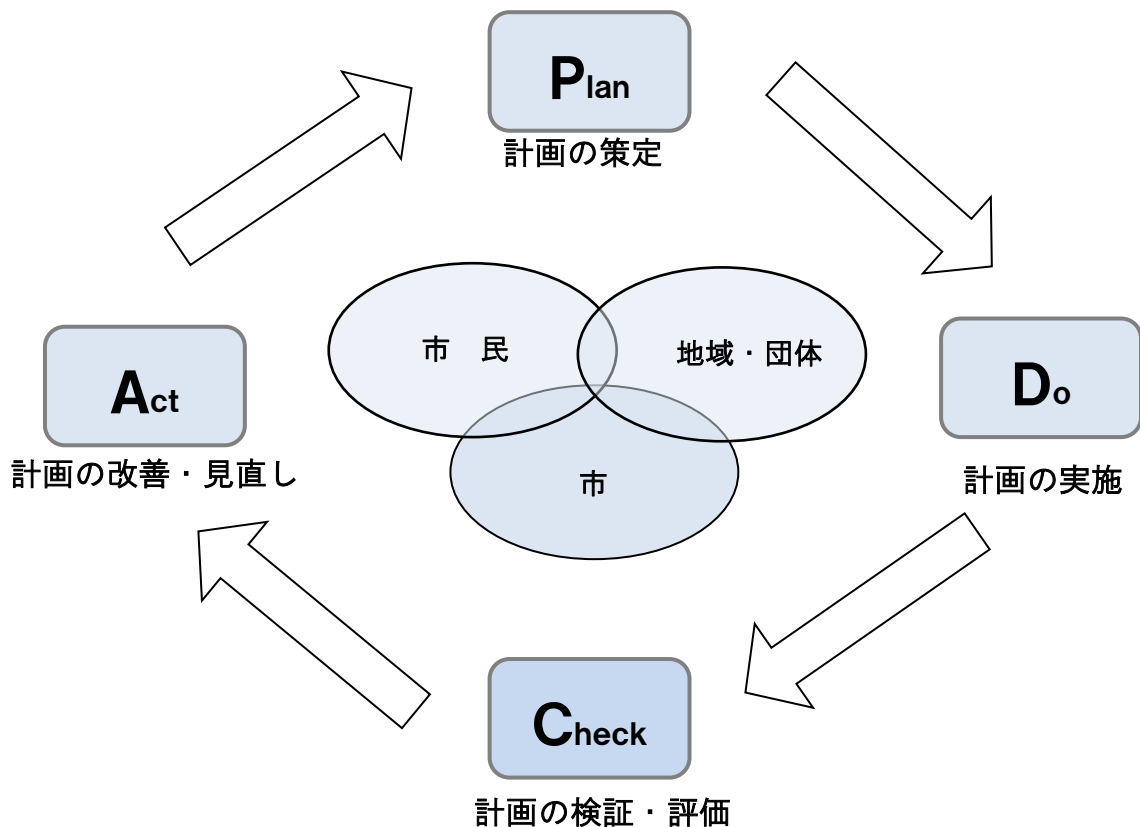 Plan
計画の策定
市　民
地域・団体
Act
Do
計画の改善・見直し
計画の実施
市
Check
計画の検証・評価